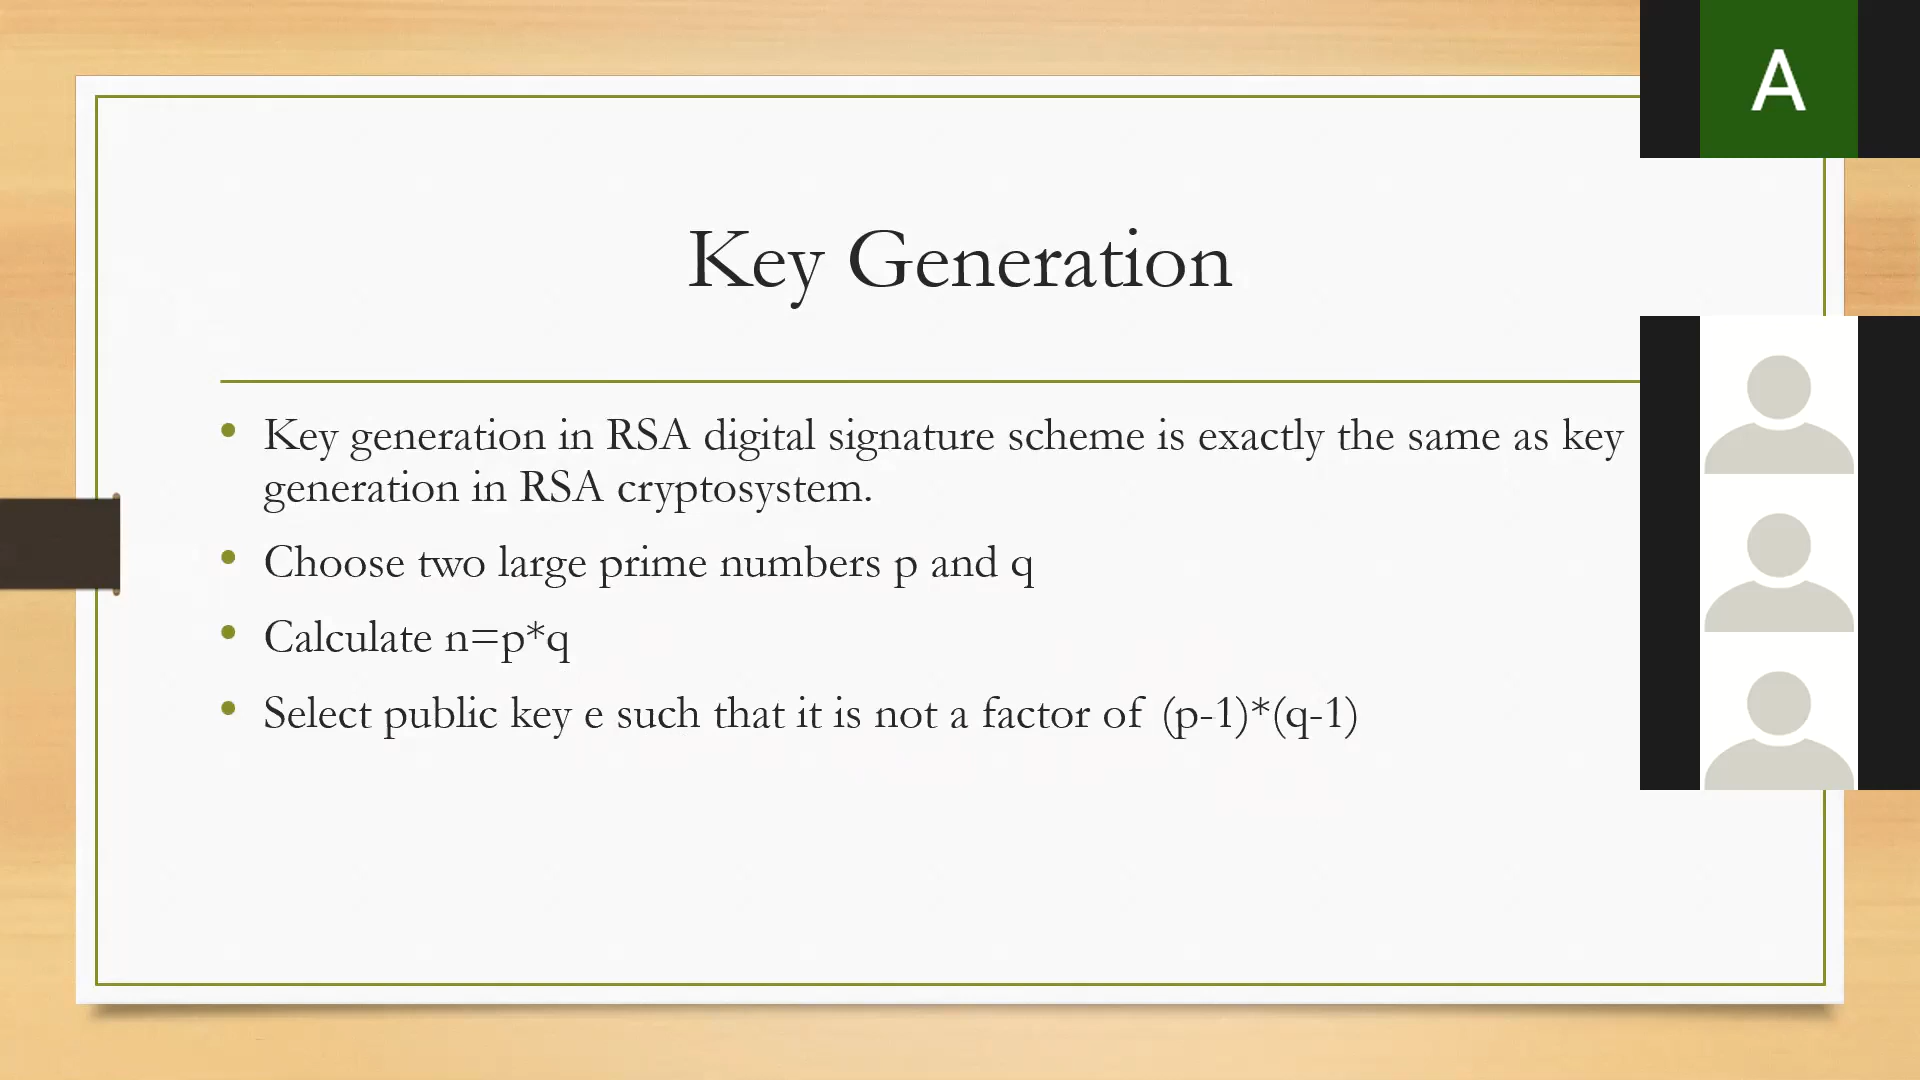 A
Key Generation
• Key generation in RSA digital signature scheme is exactly the same as key
generation in RSA cryptosystem.
• Choose two large prime numbers p and q
• Calculate n=p*q
• Select public key e such that it is not a factor of (p-1)*(q-1)